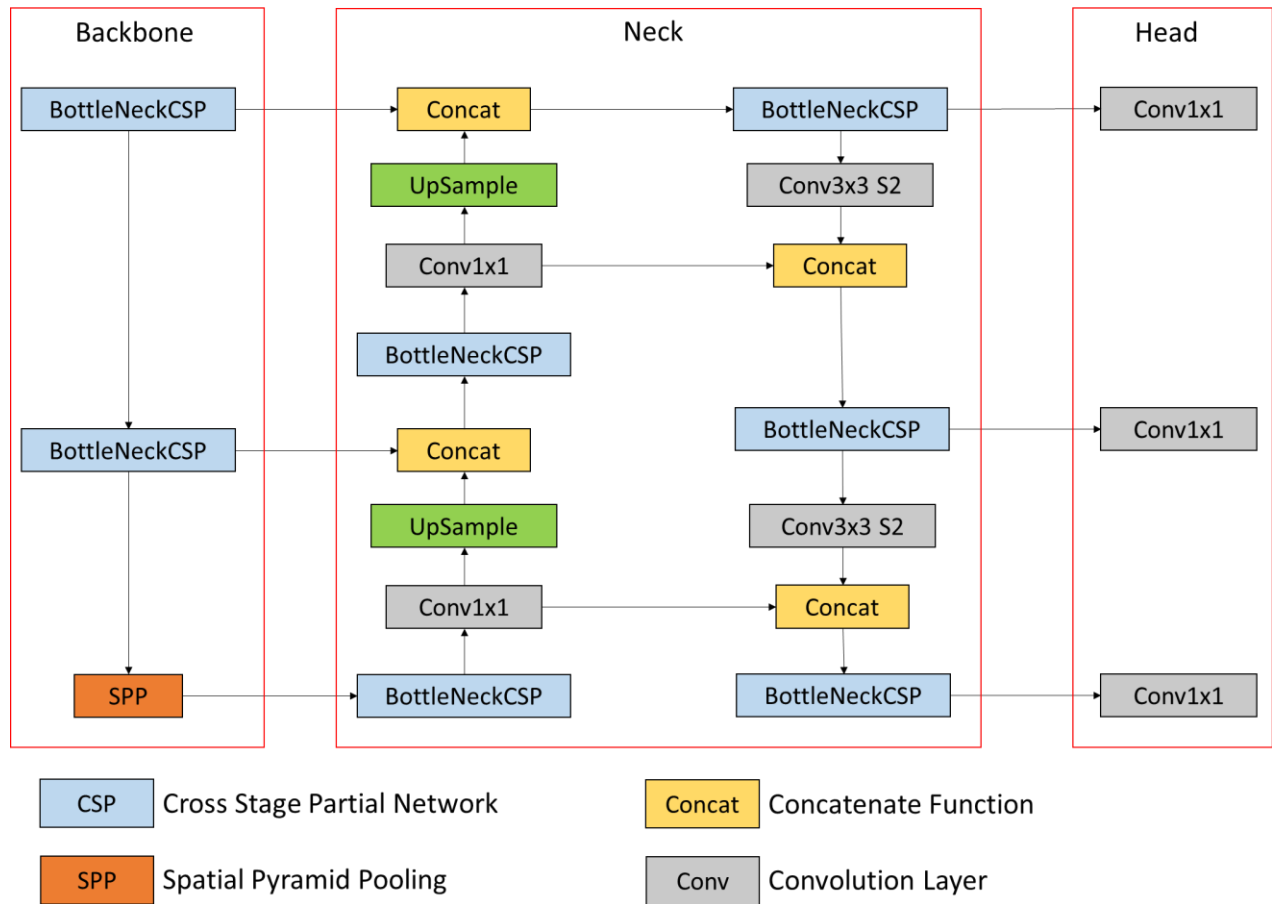 Backbone
Neck
Head
BottleNeckCSP
Concat
BottleNeckCSP
Conv1x1
UpSample
Conv3x3 S2
Conv1x1
Concat
BottleNeckCSP
BottleNeckCSP
Concat
BottleNeckCSP
Conv1x1
UpSample
Conv3x3 S2
Conv1x1
Concat
SPP
BottleNeckCSP
BottleNeckCSP
Conv1x1
CSP Cross Stage Partial Network
Concat Concatenate Function
SPP Spatial Pyramid Pooling
Conv Convolution Layer